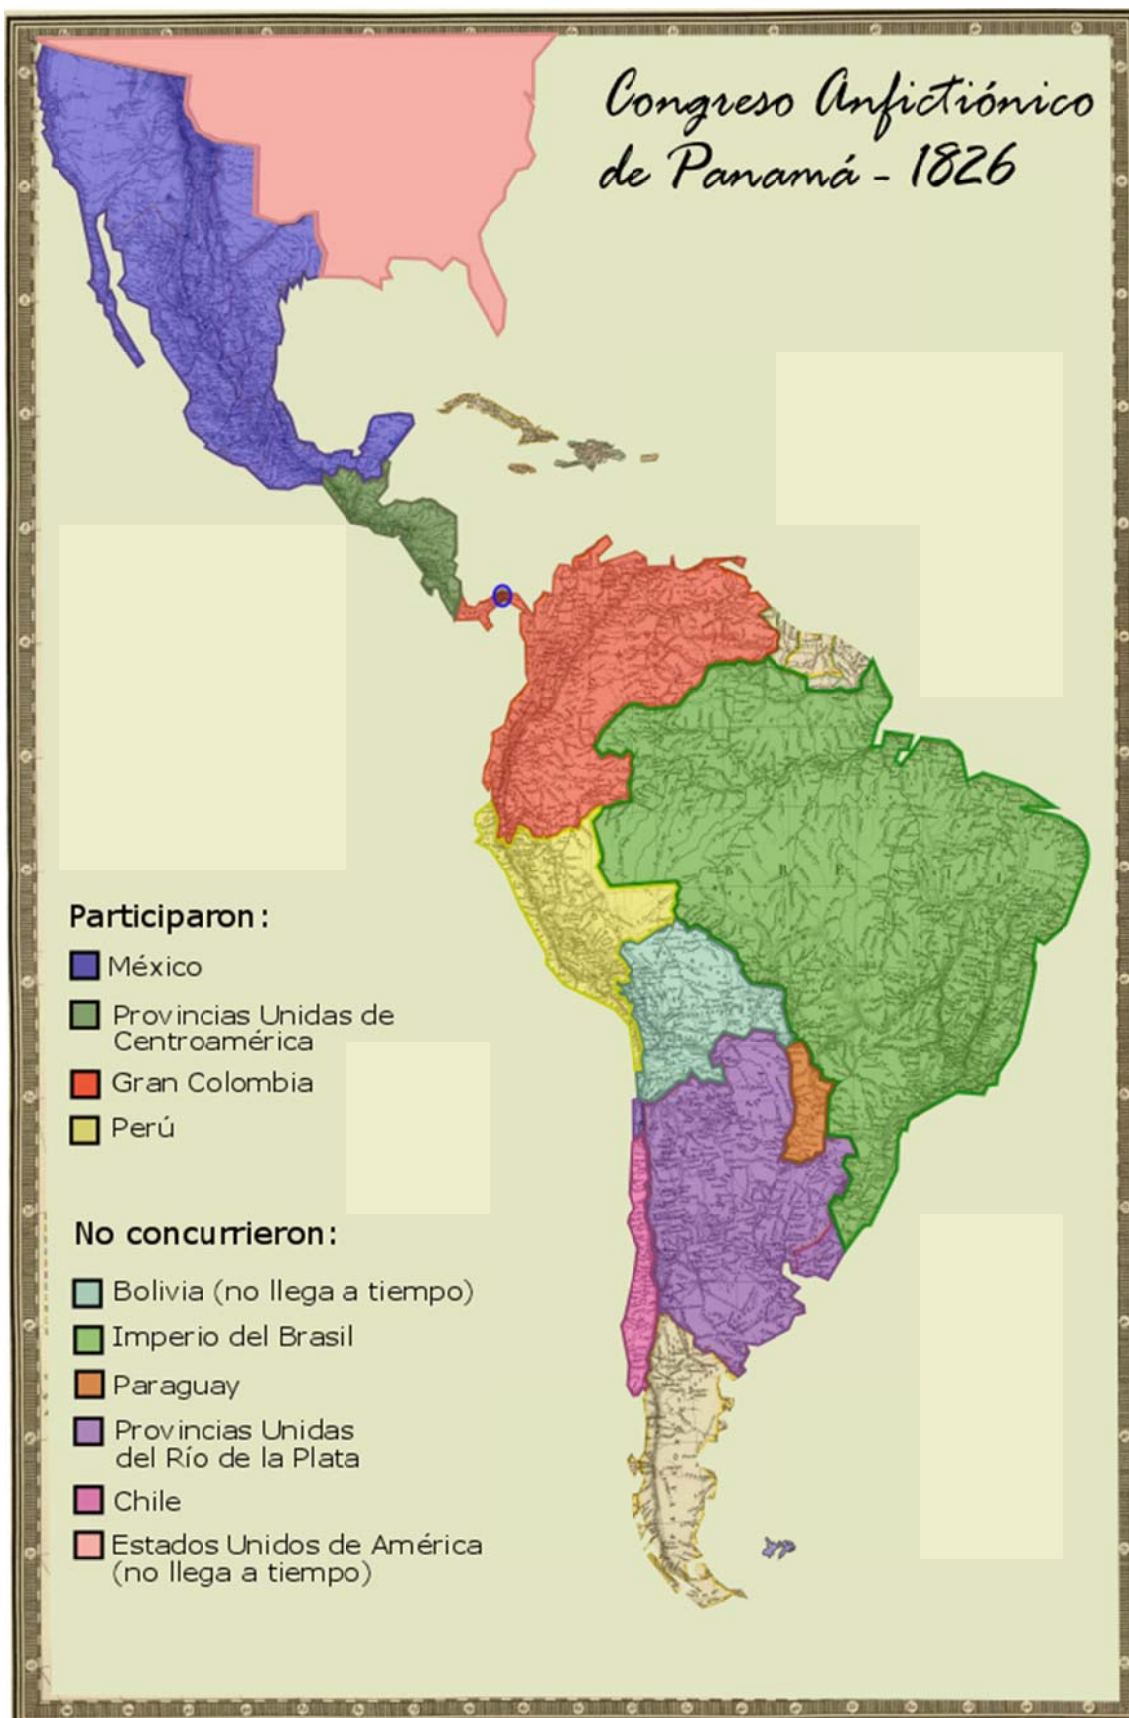 Congreso Anfictiónico
de Panamá - 1826
Participaron:
México
Provincias Unidas de
Centroamérica
Gran Colombia
Perú
No concurrieron:
Bolivia (no llega a tiempo)
Imperio del Brasil
Paraguay
Provincias Unidas
del Río de la Plata
Chile
Estados Unidos de América
(no llega a tiempo)